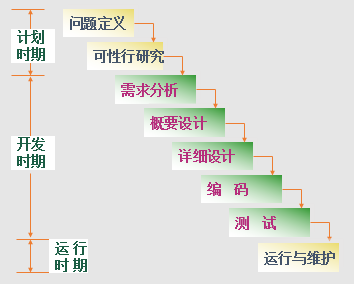 问题定义
计划
时期
可性行研究
需求分析
概要设计
开发
时期
详细设计
编 码
测 试
运行
时期
运行与维护